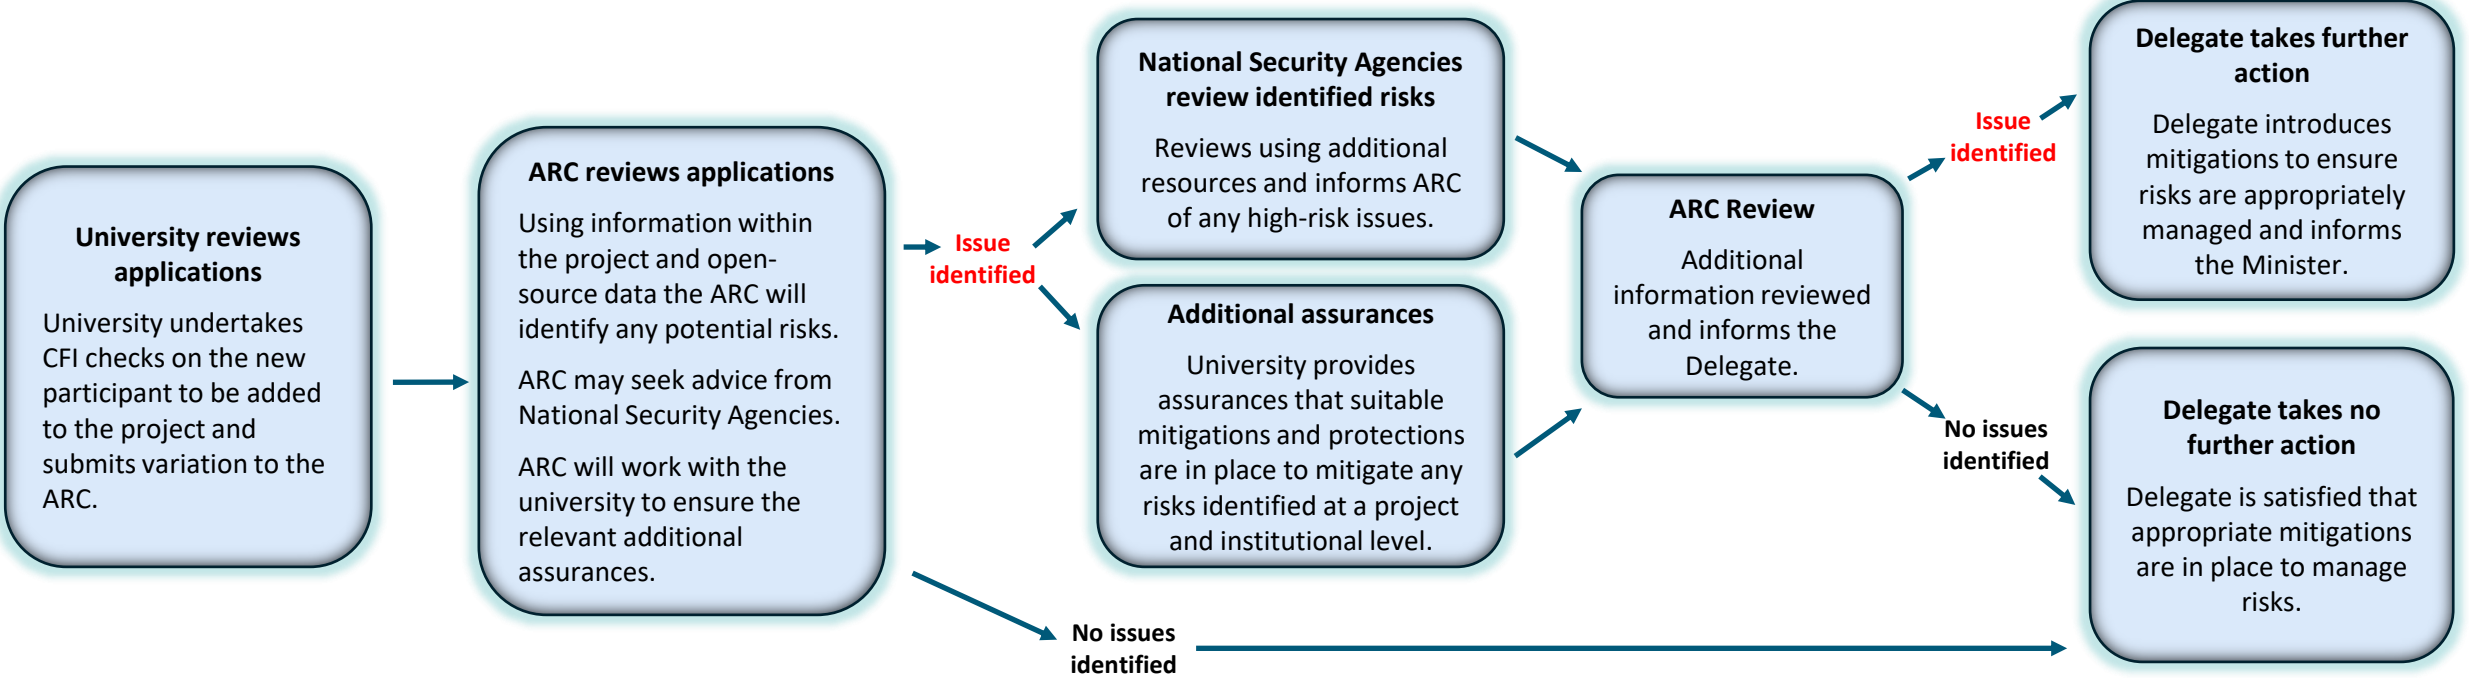 University reviews
applications
University undertakes
CFI checks on the new
participant to be added
to the project and
submits variation to the
ARC.
ARC reviews applications
Using information within
the project and open-
source data the ARC will
identify any potential risks.
ARC may seek advice from
National Security Agencies.
ARC will work with the
university to ensure the
relevant additional
assurances.
Issue
identified
No issues
identified
National Security Agencies
review identified risks
Reviews using additional
resources and informs ARC
of any high-risk issues.
Additional assurances
University provides
assurances that suitable
mitigations and protections
are in place to mitigate any
risks identified at a project
and institutional level.
ARC Review
Additional
information reviewed
and informs the
Delegate.
Issue
identified
No issues
identified
Delegate takes further
action
Delegate introduces
mitigations to ensure
risks are appropriately
managed and informs
the Minister.
Delegate takes no
further action
Delegate is satisfied that
appropriate mitigations
are in place to manage
risks.